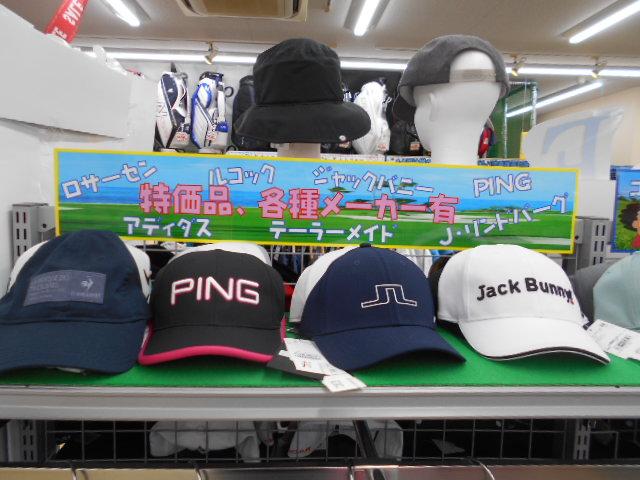 ロサーセン ルコック ジャックバニー PING
特価品、各種メーカー有
アディダス テーラーメイド J・リンドバーグ
PING
Jack Bunny